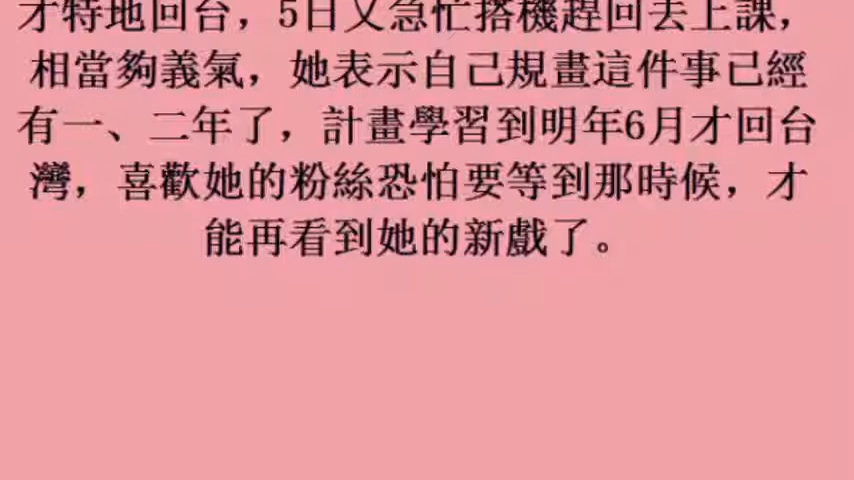 才特地回台，5日又急忙搭機趕回去上課，
相當夠義氣，她表示自己規畫這件事已經
有一、二年了，計畫學習到明年6月才回台
灣，喜歡她的粉絲恐怕要等到那時候，才
能再看到她的新戲了。